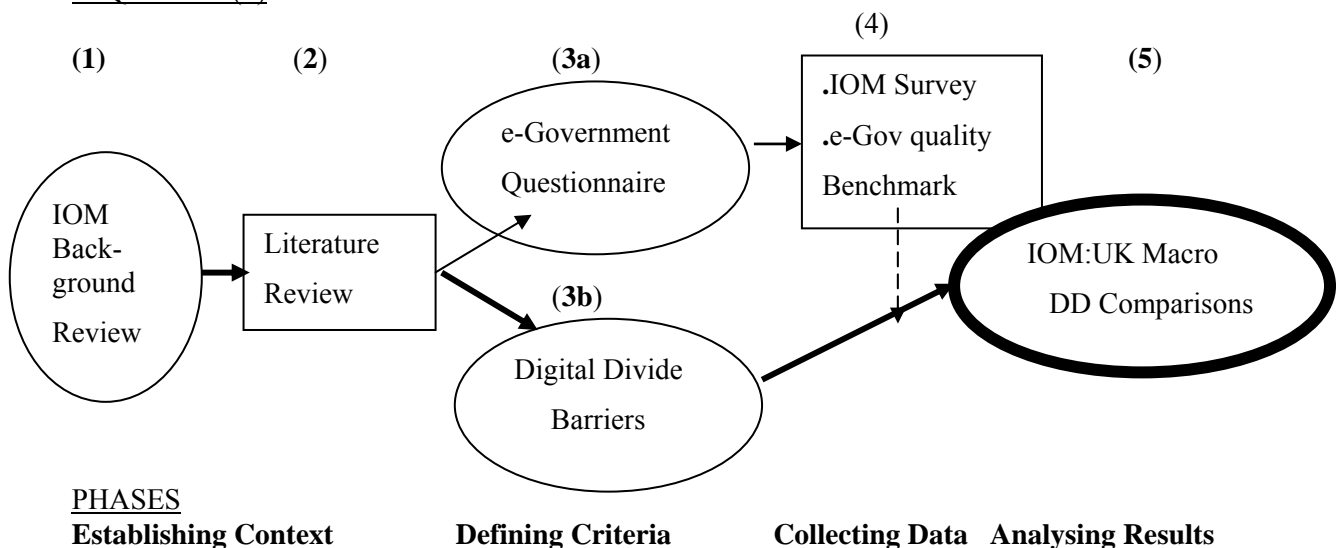 (4)
(1) (2) (3a) (5)
.IOM Survey
.e-Gov quality
Benchmark
e-Government
Questionnaire
IOM
Back-
ground
Review
Literature
Review
IOM:UK Macro
DD Comparisons
(3b)
Digital Divide
Barriers
PHASES
Establishing Context Defining Criteria Collecting Data Analysing Results